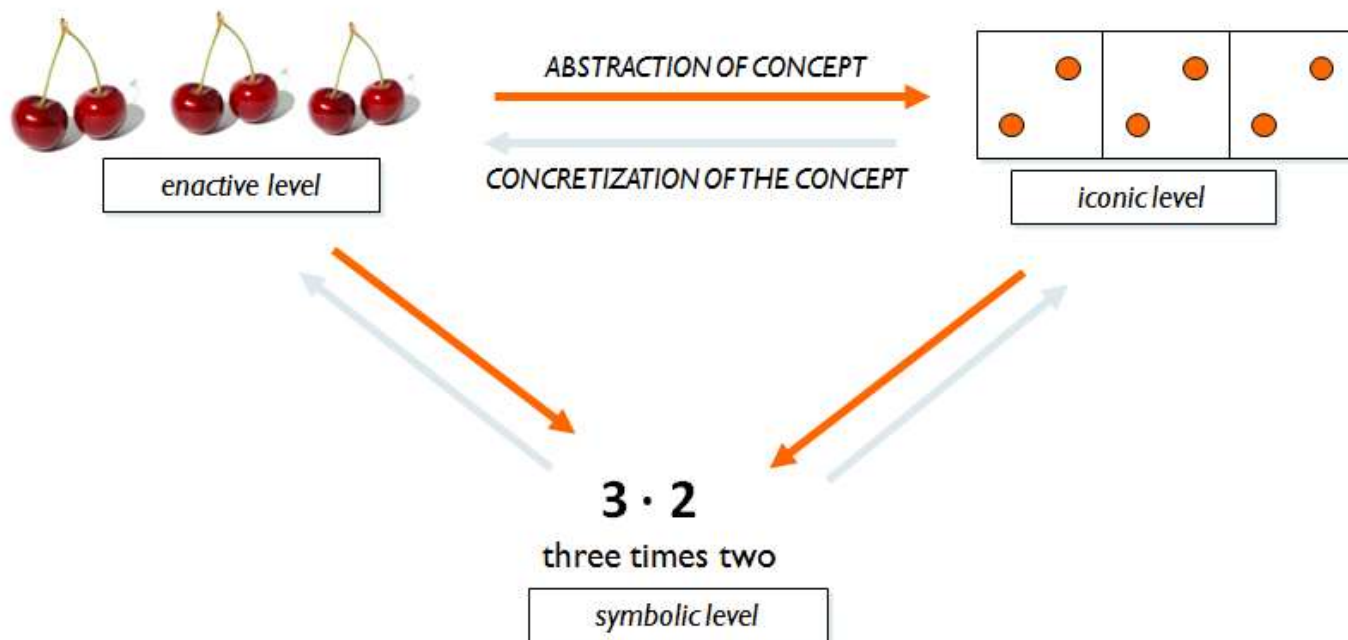 ABSTRACTION OF CONCEPT
CONCRETIZATION OF THE CONCEPT
enactive level
iconic level
3 · 2
three times two
symbolic level